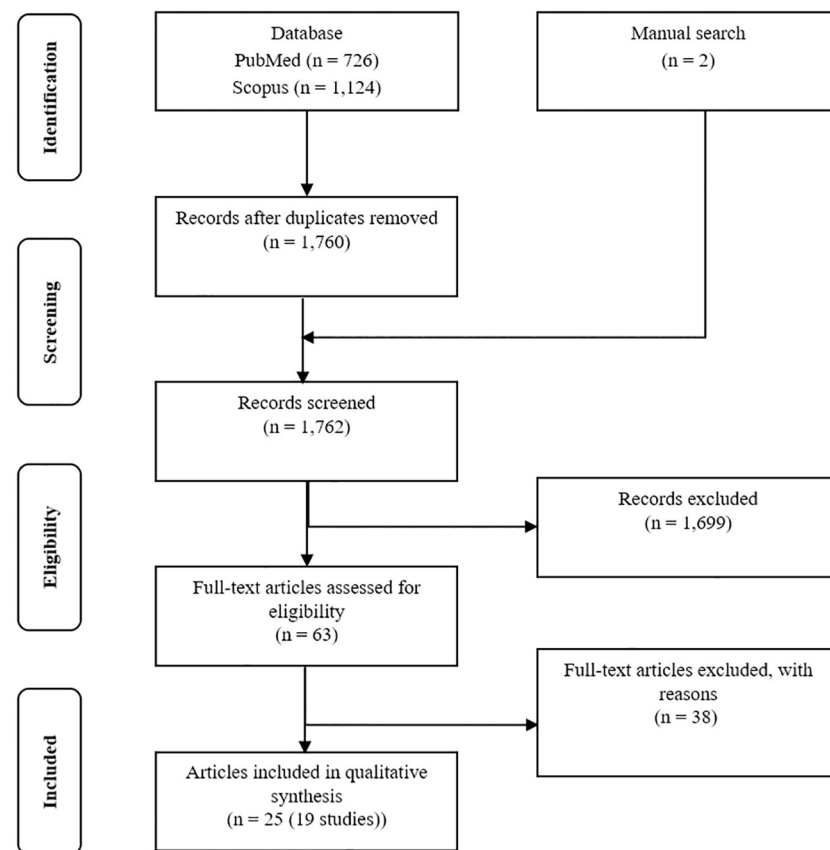 Identification
Database
PubMed (n = 726)
Scopus (n = 1,124)
Manual search
(n = 2)
Records after duplicates removed
(n = 1,760)
Screening
Records screened
(n = 1,762)
Eligibility
Records excluded
(n = 1,699)
Full-text articles assessed for
eligibility
(n = 63)
Full-text articles excluded, with
reasons
(n = 38)
Included
Articles included in qualitative
synthesis
(n = 25 (19 studies))